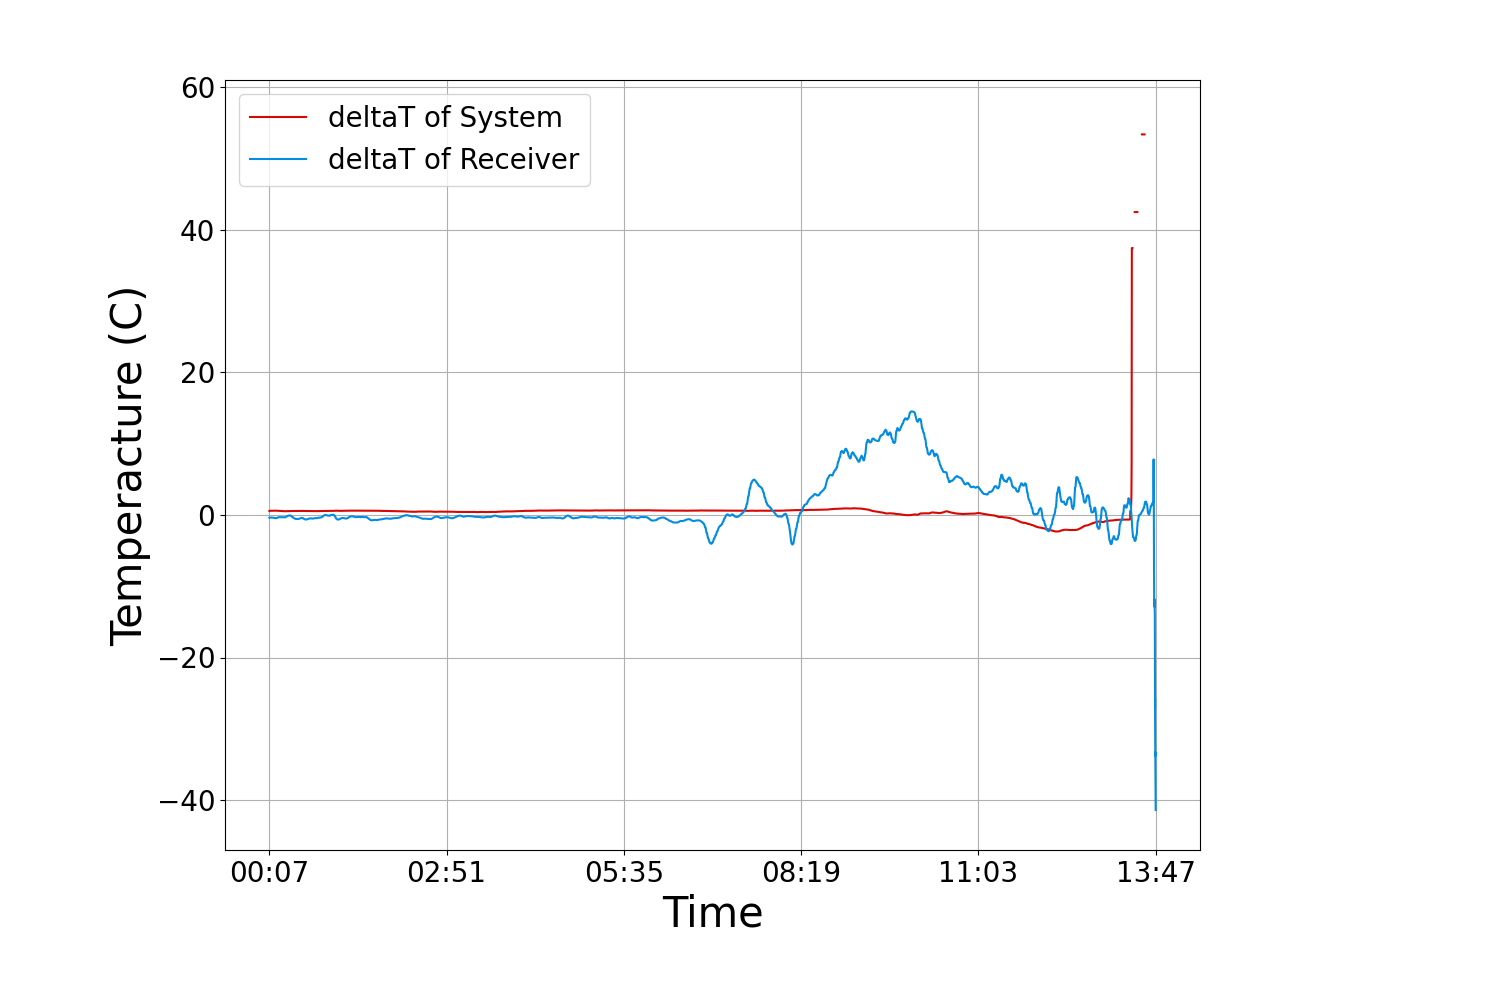 60
40
20
0
−20
−40
Temperacture (C)
deltaT of System
deltaT of Receiver
00:07 02:51 05:35 08:19 11:03 13:47
Time